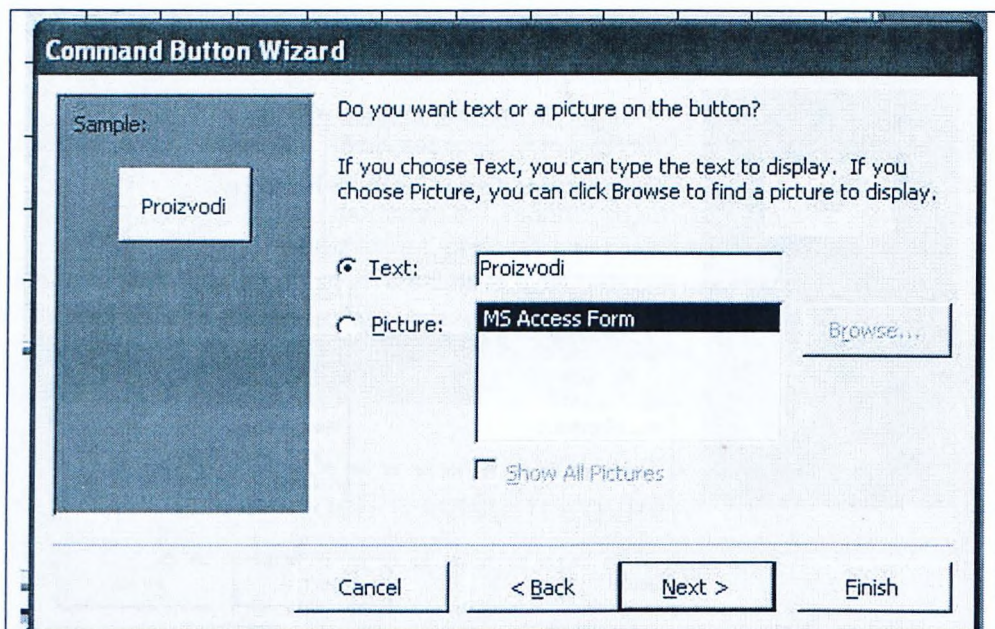 Command Button Wizard
Sample:
Proizvodi
Do you want text or a picture on the button?
If you choose Text, you can type the text to display. If you
choose Picture, you can click Browse to find a picture to display.
Text:
Proizvodi
Picture:
MS Access Form
Browse...
Show All Pictures
Cancel
< Back
Next >
Finish